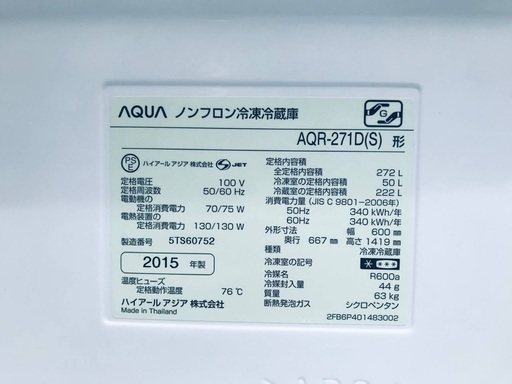 AQUA ノンフロン冷凍冷蔵庫
G
AQR-271D(S) 形
PS E ハイアール アジア 株式会社 S JET
定格電圧 100 V
定格周波数 50/60 Hz
電動機の
定格消費電力 70/75 W
電熱装置の
定格消費電力 130/130 W
製造番号 5TS60752
2015 年製
温度ヒューズ
定格動作温度 76℃
ハイアール アジア 株式会社
Made in Thailand
定格内容積
全定格内容積 272 L
冷凍室の定格内容積 50 L
冷蔵室の定格内容積 222 L
消費電力量 (JIS C 9801-2006年)
50Hz 340 kWh/年
60Hz 340 kWh/年
外形寸法 幅 600 mm
奥行 667 mm 高さ 1419 mm
種類 冷凍冷蔵庫
冷凍室の記号
冷媒名 R600a
冷媒封入量 44 g
質量 63 kg
断熱発泡ガス シクロペンタン
2FB6P401483002